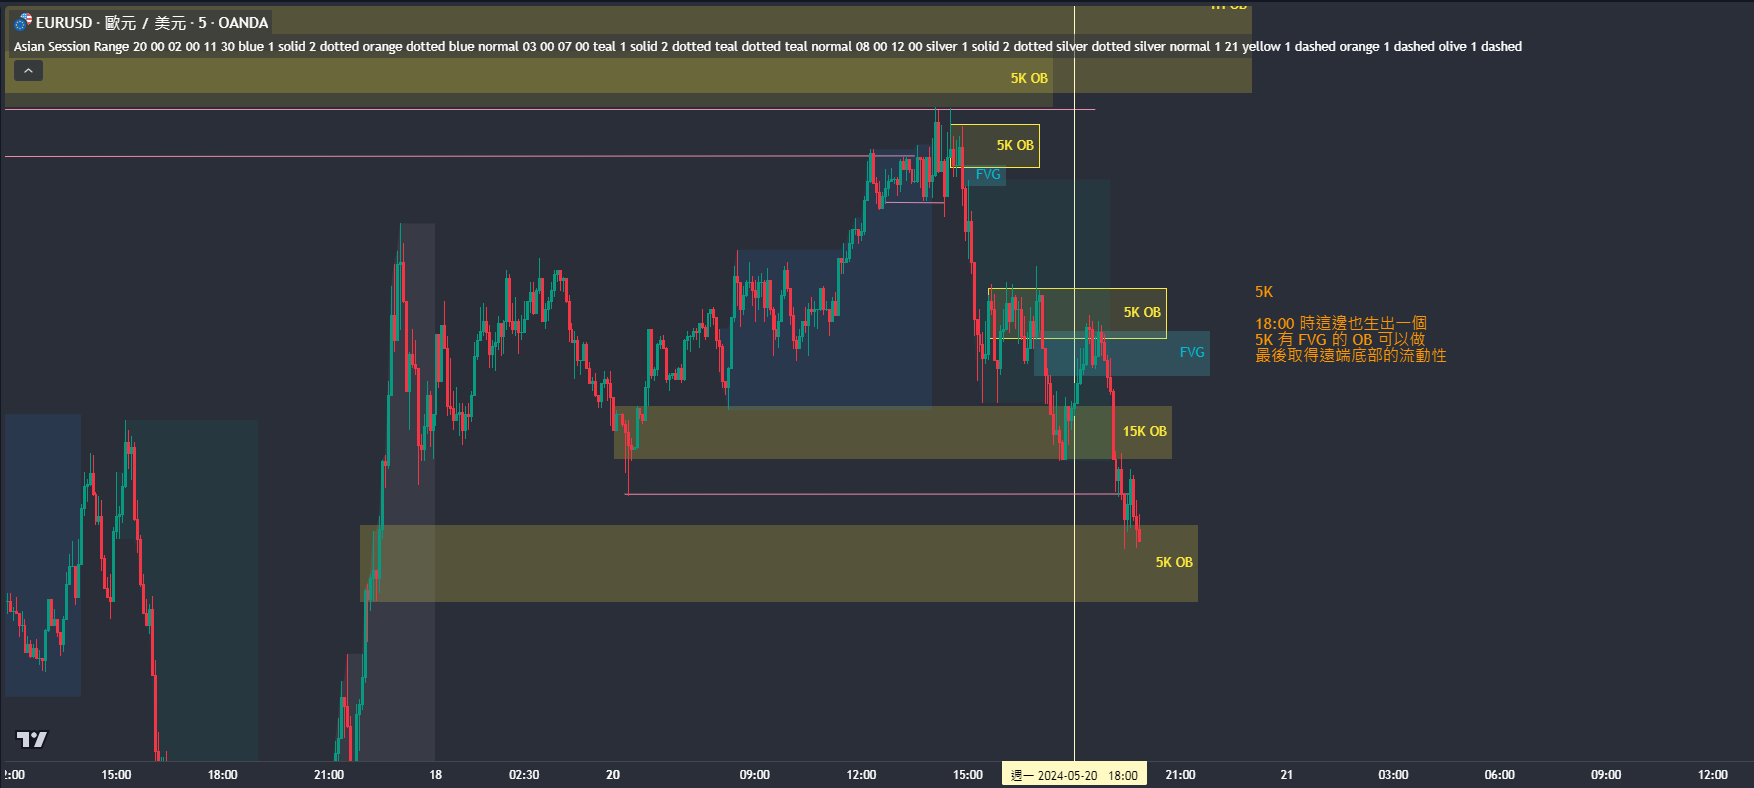 1H OB
EURUSD · 歐元 / 美元 · 5 · OANDA
Asian Session Range 20 00 02 00 11 30 blue 1 solid 2 dotted orange dotted blue normal 03 00 07 00 teal 1 solid 2 dotted teal dotted teal normal 08 00 12 00 silver 1 solid 2 dotted silver dotted silver normal 1 21 yellow 1 dashed orange 1 dashed olive 1 dashed
5K OB
5K OB
FVG
5K
5K OB
18:00 時這邊也生出一個
5K 有 FVG 的 OB 可以做
FVG
最後取得遠端底部的流動性
15K OB
5K OB
2:00 15:00 18:00 21:00 18 02:30 20 09:00 12:00 15:00 週一 2024-05-20 18:00 21:00 21 03:00 06:00 09:00 12:00